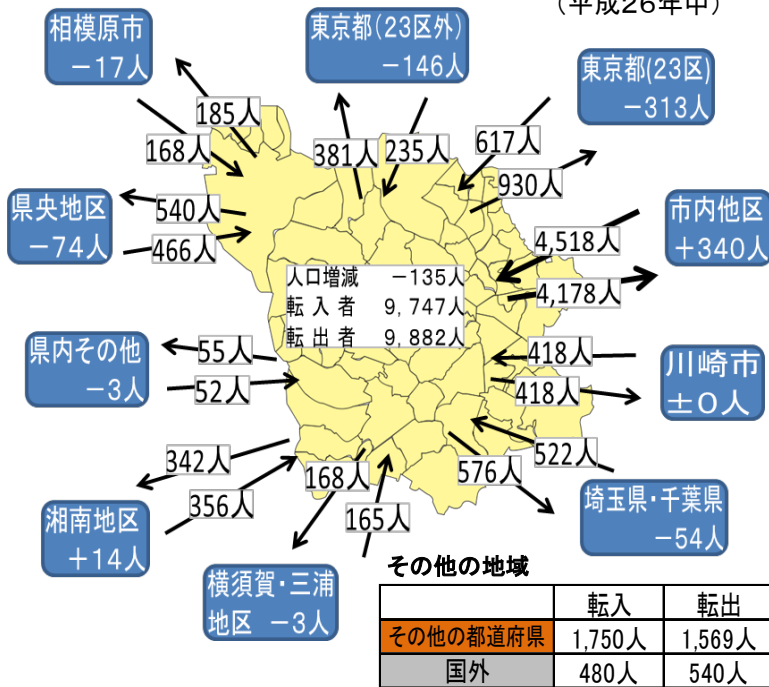 （平成26年中）
相模原市
－17人
東京都（23区外）
－146人
東京都(23区)
－313人
185人
168人
381人
235人
617人
930人
県央地区
－74人
540人
466人
市内他区
＋340人
4,518人
4,178人
人口増減　－135人
転 入 者　9,747人
転 出 者　9,882人
県内その他
－3人
55人
52人
川崎市
±0人
418人
418人
342人
356人
湘南地区
＋14人
168人
165人
横須賀・三浦
地区 －3人
576人
522人
埼玉県・千葉県
－54人
その他の地域
転入 転出
その他の都道府県 1,750人 1,569人
国外 480人 540人